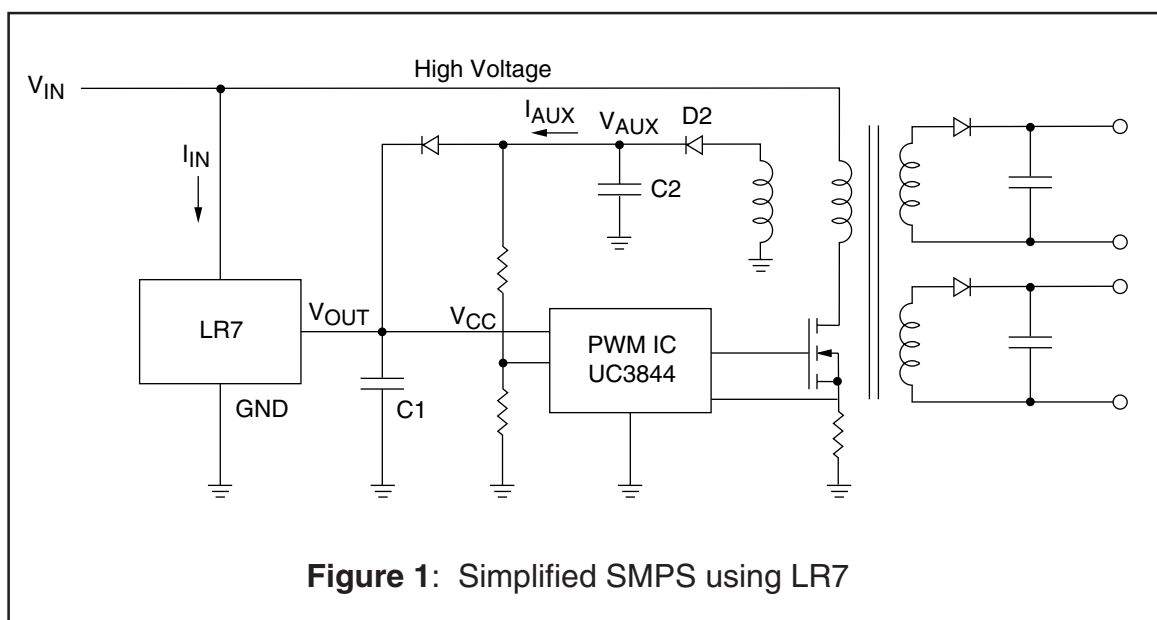 High Voltage
V_IN
I_AUX
V_AUX
D2
I_IN
C2
LR7
V_OUT
V_CC
PWM IC
UC3844
GND
C1
Figure 1: Simplified SMPS using LR7